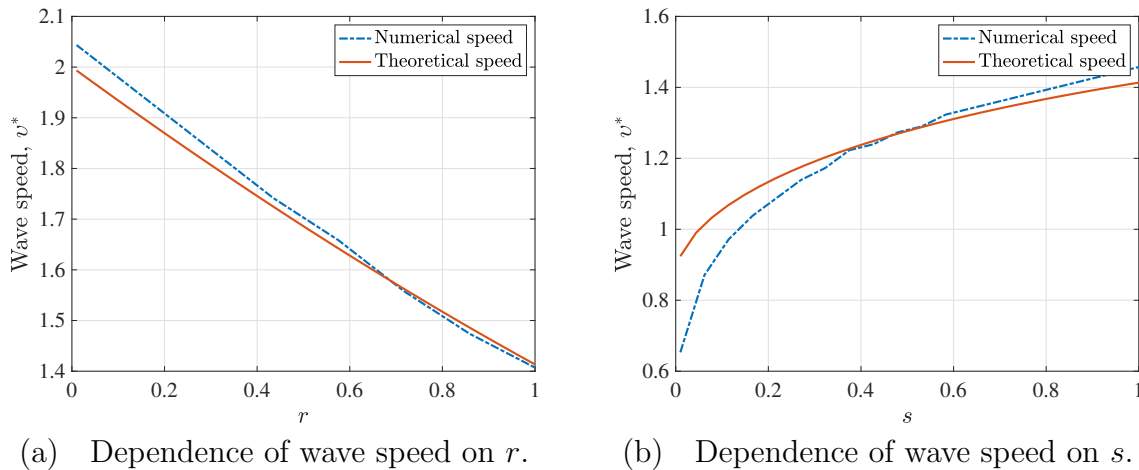 2.1
2
1.9
1.8
1.7
1.6
1.5
1.4
Wave speed, v*
Numerical speed
Theoretical speed
0 0.2 0.4 0.6 0.8 1
r
(a) Dependence of wave speed on r.
1.6
1.4
1.2
1
0.8
0.6
Wave speed, v*
Numerical speed
Theoretical speed
0 0.2 0.4 0.6 0.8 1
s
(b) Dependence of wave speed on s.